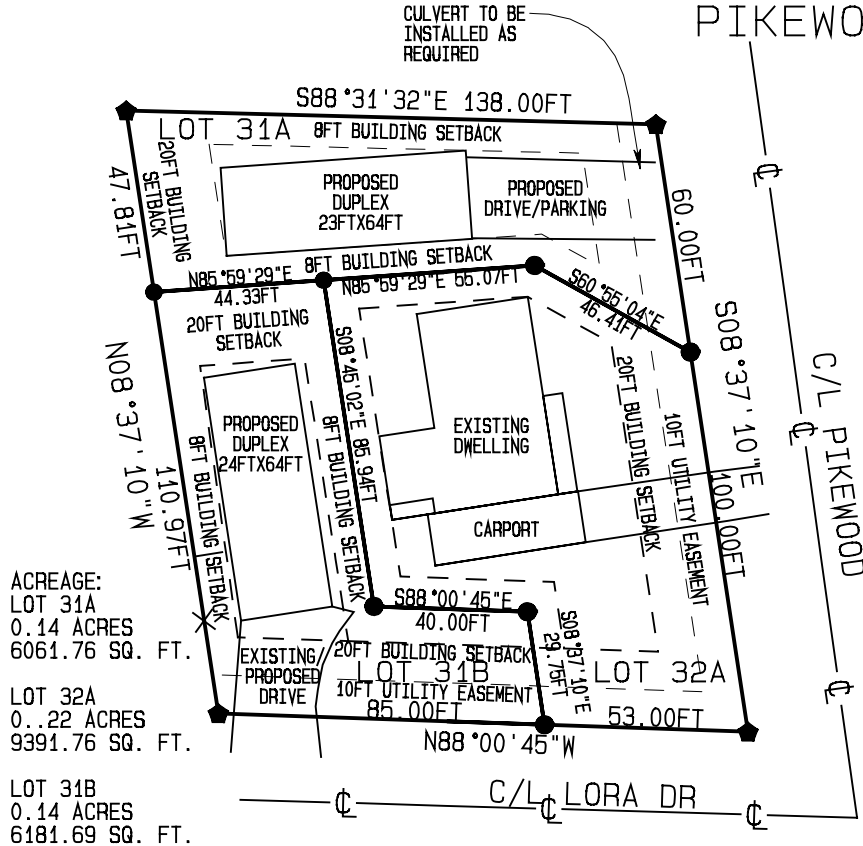 CULVERT TO BE
INSTALLED AS
REQUIRED
PIKEWO
S88°31'32"E 138.00FT
LOT 31A
8FT BUILDING SETBACK
20FT BUILDING
SETBACK
47.81FT
PROPOSED
DUPLEX
23FTX64FT
PROPOSED
DRIVE/PARKING
60.00FT
N85°59'29"E
44.33FT
8FT BUILDING SETBACK
N85°59'29"E 55.07FT
S60°55'04"E
46.41FT
20FT BUILDING
SETBACK
S08°37'10"E
100.00FT
C/L PIKEWOOD
N08°37'10"W
110.97FT
8FT BUILDING SETBACK
PROPOSED
DUPLEX
24FTX64FT
S08°45'02"E 85.94FT
8FT BUILDING SETBACK
EXISTING
DWELLING
CARPORT
20FT BUILDING SETBACK
10FT UTILITY EASEMENT
S88°00'45"E
40.00FT
S08°37'10"E
29.75FT
EXISTING/
PROPOSED
DRIVE
20FT BUILDING SETBACK
LOT 31B
LOT 32A
10FT UTILITY EASEMENT
85.00FT
53.00FT
N88°00'45"W
C/L LORA DR
ACREAGE:
LOT 31A
0.14 ACRES
6061.76 SQ. FT.
LOT 32A
0..22 ACRES
9391.76 SQ. FT.
LOT 31B
0.14 ACRES
6181.69 SQ. FT.